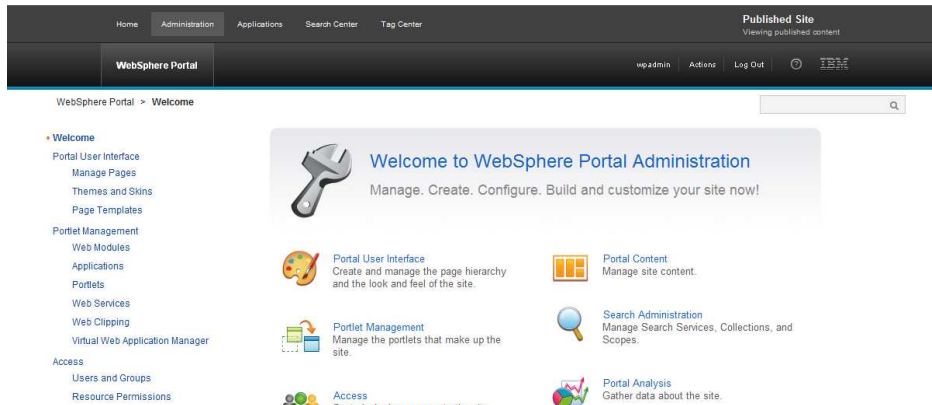 Home Administration Applications Search Center Tag Center
Published Site
Viewing published content
WebSphere Portal
wpadmin Actions Log Out ? IBM
WebSphere Portal > Welcome
Welcome
Portal User Interface
Manage Pages
Themes and Skins
Page Templates
Portlet Management
Web Modules
Applications
Portlets
Web Services
Web Clipping
Virtual Web Application Manager
Access
Users and Groups
Resource Permissions
Welcome to WebSphere Portal Administration
Manage. Create. Configure. Build and customize your site now!
Portal User Interface
Create and manage the page hierarchy
and the look and feel of the site.
Portlet Management
Manage the portlets that make up the
site.
Access
Portal Content
Manage site content.
Search Administration
Manage Search Services, Collections, and
Scopes.
Portal Analysis
Gather data about the site.